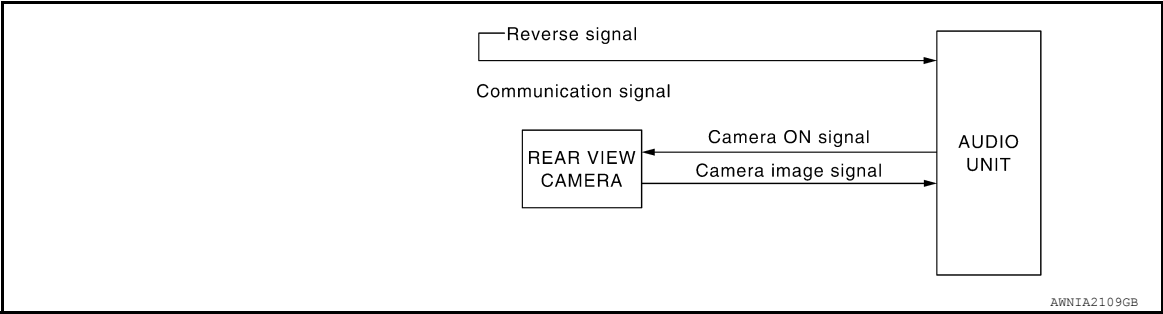 Reverse signal
Communication signal
Camera ON signal
REAR VIEW
CAMERA
Camera image signal
AUDIO
UNIT
AWNIA2109GB